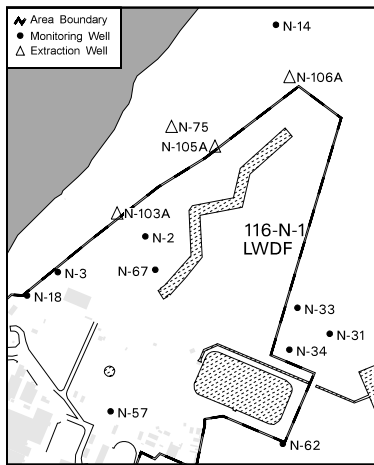 Area Boundary
Monitoring Well
Extraction Well
N-14
N-106A
N-75
N-105A
N-103A
N-2
116-N-1
LWDF
N-3
N-67
N-18
N-33
N-31
N-34
N-57
N-62